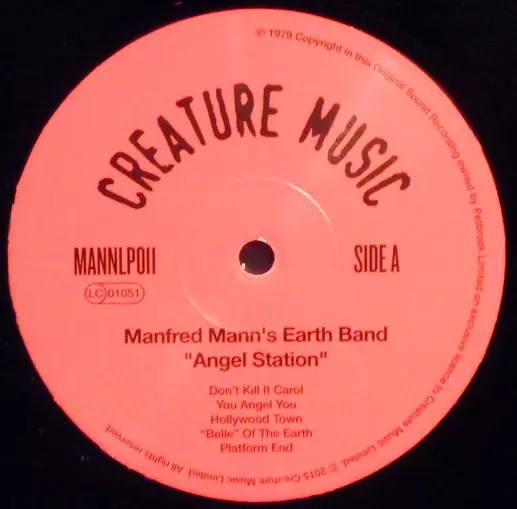 ℗ 1979 Copyright in this Original Sound Recording owned by Petbrook Limited on exclusive licence to Creature Music Limited. © 2015 Creature Music Limited. All rights reserved.
CREATURE MUSIC
MANNLP011
SIDE A
LC 01051
Manfred Mann's Earth Band
"Angel Station"
Don't Kill It Carol
You Angel You
Hollywood Town
"Belle" Of The Earth
Platform End